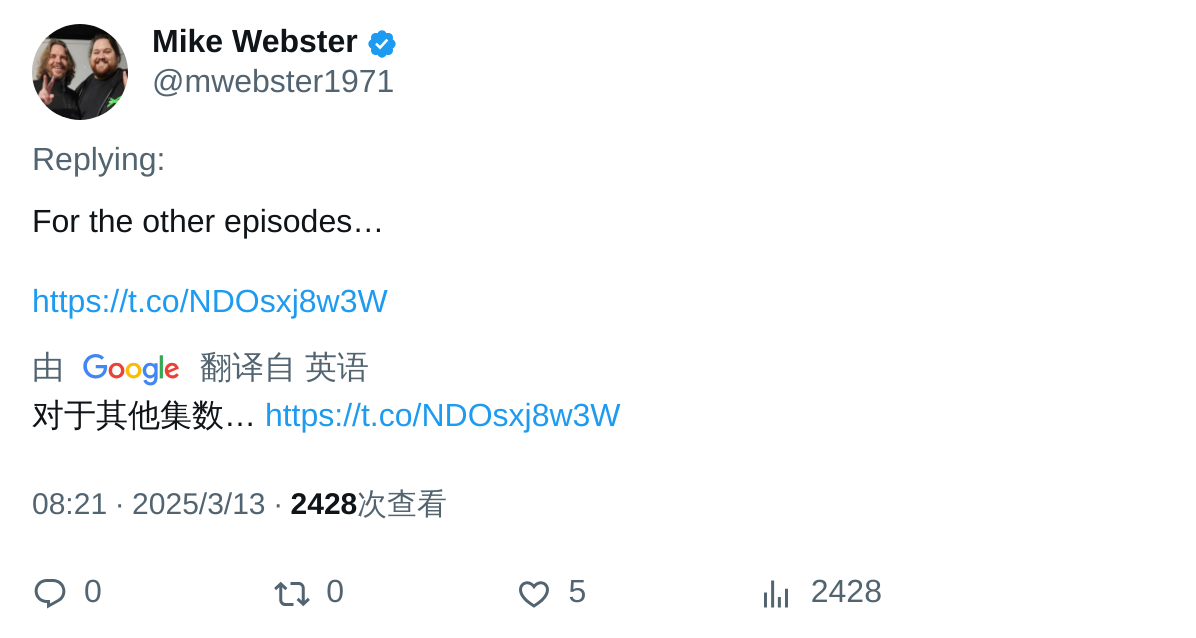 Mike Webster
@mwebster1971
Replying:
For the other episodes…
https://t.co/NDOsxj8w3W
由 Google 翻译自 英语
对于其他集数… https://t.co/NDOsxj8w3W
08:21 · 2025/3/13 · 2428次查看
0 0 5 2428